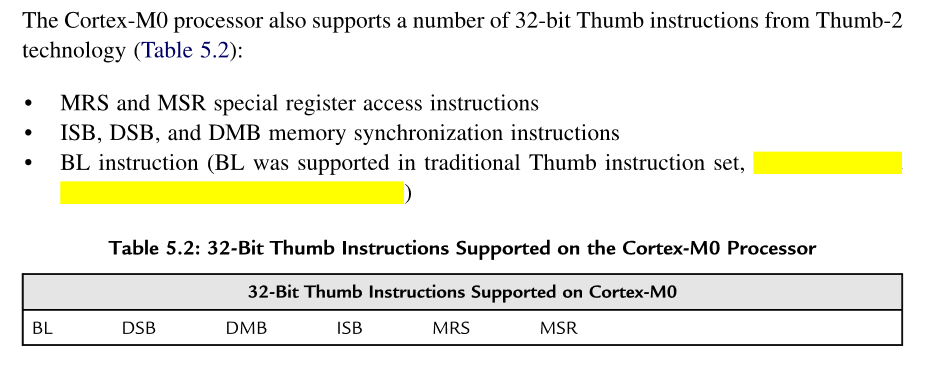 The Cortex-M0 processor also supports a number of 32-bit Thumb instructions from Thumb-2
technology (Table 5.2):
• MRS and MSR special register access instructions
• ISB, DSB, and DMB memory synchronization instructions
• BL instruction (BL was supported in traditional Thumb instruction set,
)
Table 5.2: 32-Bit Thumb Instructions Supported on the Cortex-M0 Processor
32-Bit Thumb Instructions Supported on Cortex-M0
BL DSB DMB ISB MRS MSR